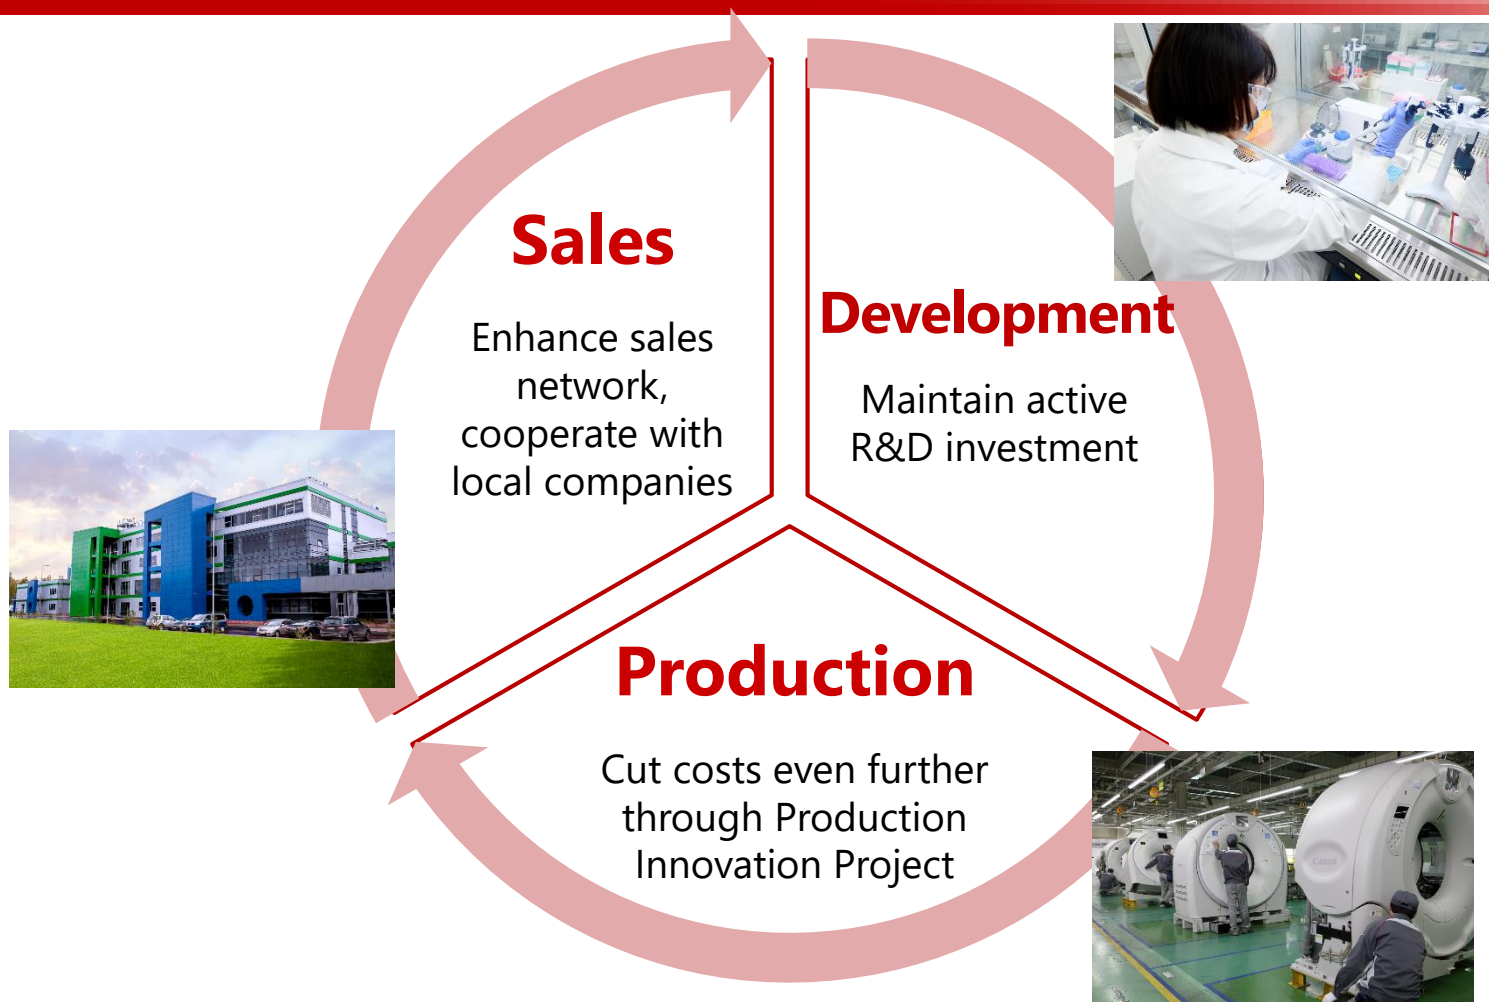 Sales
Enhance sales
network,
cooperate with
local companies
Development
Maintain active
R&D investment
Production
Cut costs even further
through Production
Innovation Project
Canon